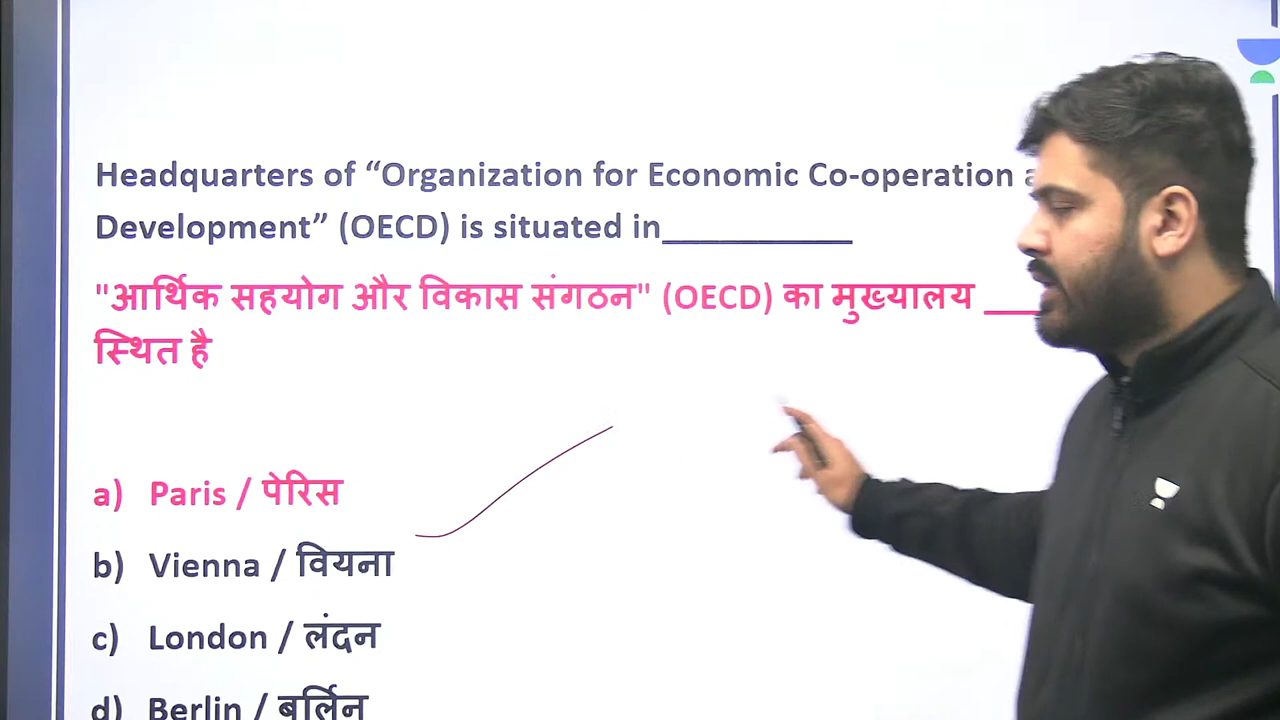 Headquarters of “Organization for Economic Co-operation
Development” (OECD) is situated in__________
"आर्थिक सहयोग और विकास संगठन" (OECD) का मुख्यालय ___
स्थित है
a) Paris / पेरिस
b) Vienna / वियना
c) London / लंदन
d) Berlin / बर्लिन